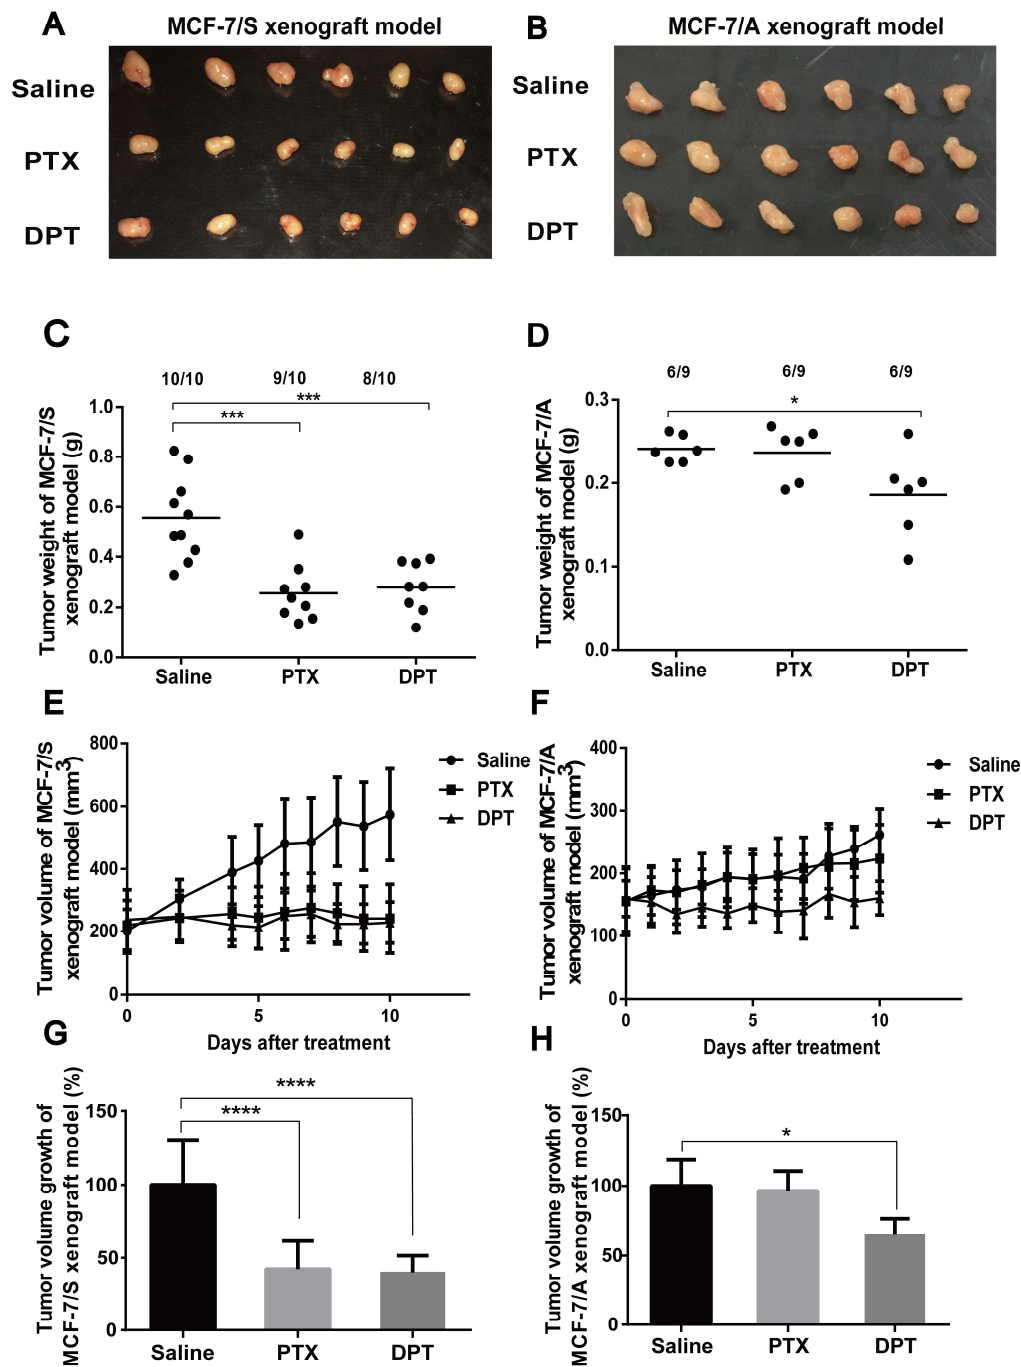 A
MCF-7/S xenograft model
Saline
PTX
DPT
B
MCF-7/A xenograft model
Saline
PTX
DPT
C
10/10
9/10
8/10
***
***
Tumor weight of MCF-7/S
xenograft model (g)
1.0
0.8
0.6
0.4
0.2
0.0
Saline
PTX
DPT
D
6/9
6/9
6/9
*
Tumor weight of MCF-7/A
xenograft model (g)
0.3
0.2
0.1
0.0
Saline
PTX
DPT
E
Tumor volume of MCF-7/S
xenograft model (mm3)
800
600
400
200
0
0
5
10
Days after treatment
Saline
PTX
DPT
F
Tumor volume of MCF-7/A
xenograft model (mm3)
400
300
200
100
0
0
5
10
Days after treatment
Saline
PTX
DPT
G
Tumor volume growth of
MCF-7/S xenograft model (%)
150
100
50
0
****
****
Saline
PTX
DPT
H
Tumor volume growth of
MCF-7/A xenograft model (%)
150
100
50
0
*
Saline
PTX
DPT